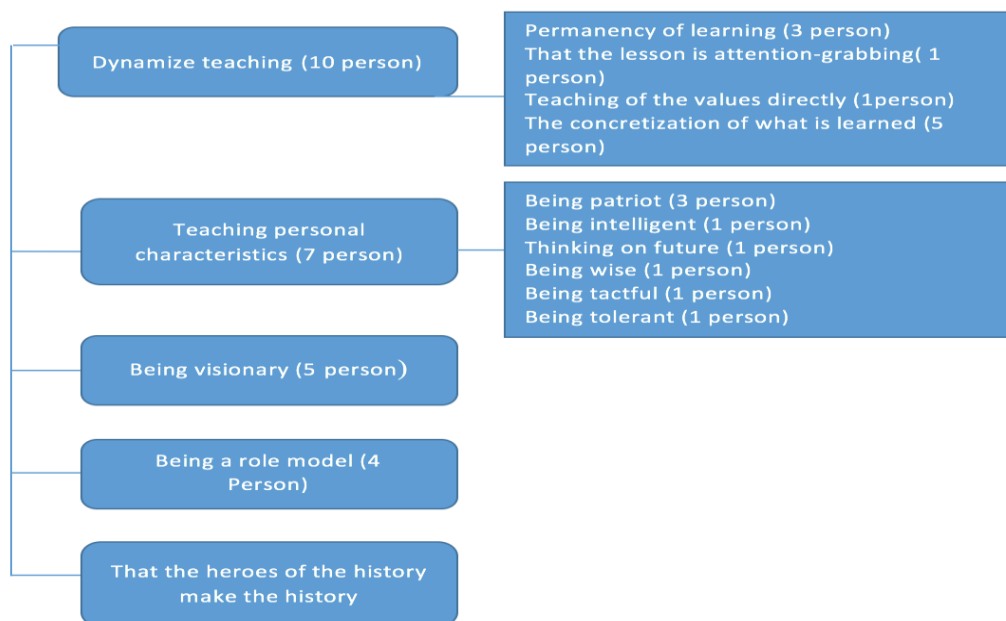 Dynamize teaching (10 person)
Permanency of learning (3 person)
That the lesson is attention-grabbing( 1
person)
Teaching of the values directly (1person)
The concretization of what is learned (5
person)
Teaching personal
characteristics (7 person)
Being patriot (3 person)
Being intelligent (1 person)
Thinking on future (1 person)
Being wise (1 person)
Being tactful (1 person)
Being tolerant (1 person)
Being visionary (5 person)
Being a role model (4
Person)
That the heroes of the history
make the history